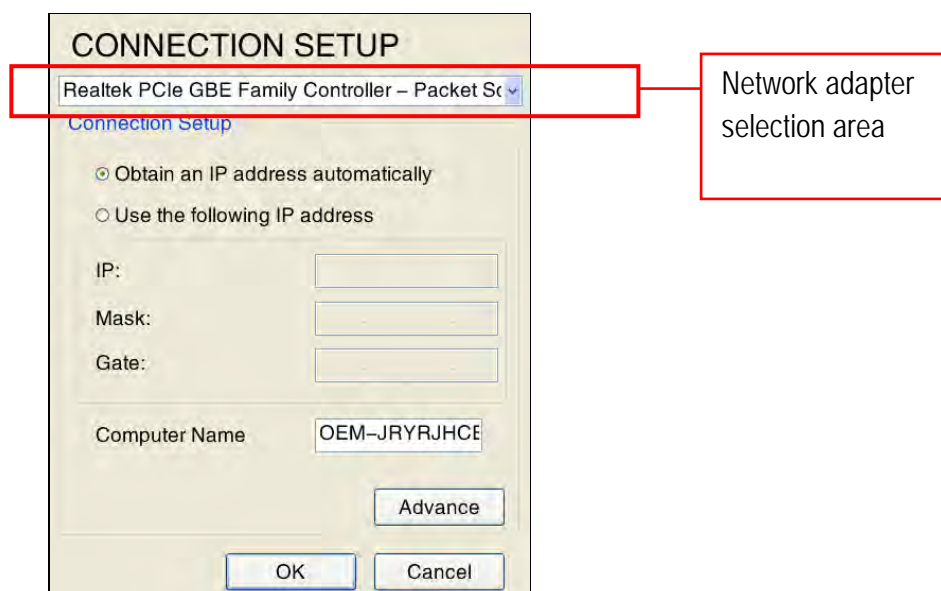 CONNECTION SETUP
Realtek PCIe GBE Family Controller – Packet
Connection Setup
Obtain an IP address automatically
Use the following IP address
IP:
Mask:
Gate:
Computer Name OEM–JRYRJHCE
Advance
OK Cancel
Network adapter
selection area